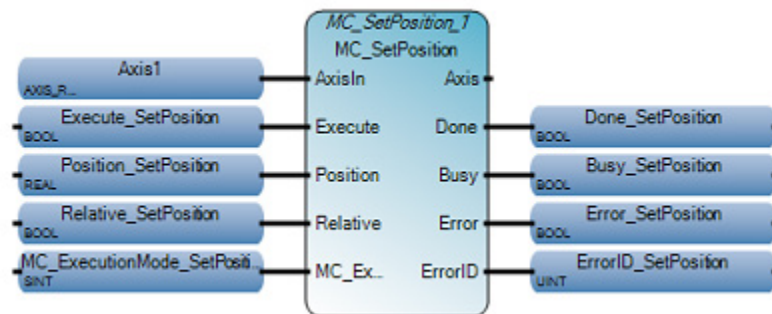 MC_SetPosition_1
MC_SetPosition
Axis1
AXIS_R...
AxisIn
Axis
Execute_SetPosition
BOOL
Execute
Done
Done_SetPosition
BOOL
Position_SetPosition
REAL
Position
Busy
Busy_SetPosition
BOOL
Relative_SetPosition
BOOL
Relative
Error
Error_SetPosition
BOOL
MC_ExecutionMode_SetPositi...
SINT
MC_Ex...
ErrorID
ErrorID_SetPosition
UINT